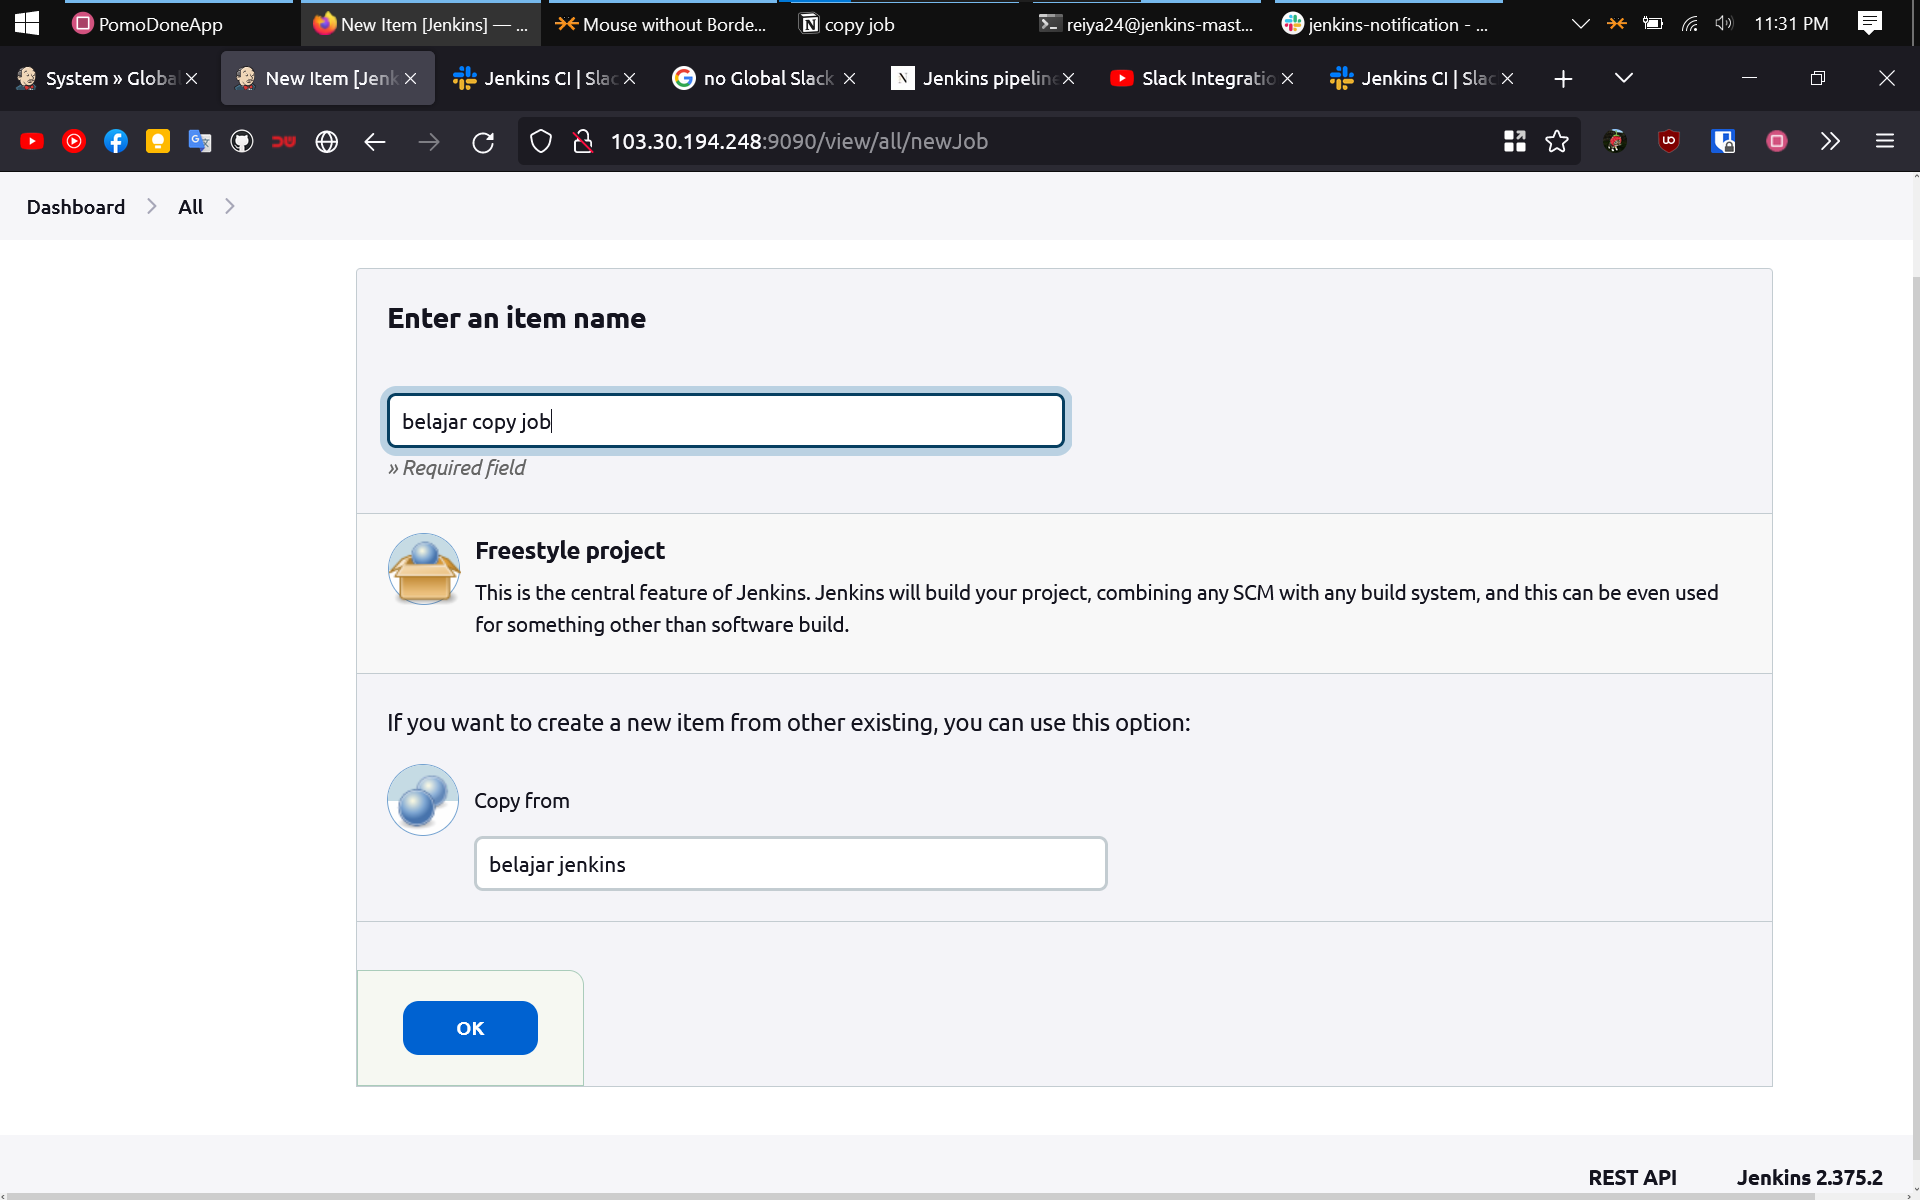 PomoDoneApp
New Item [Jenkins] — ...
Mouse without Borde...
copy job
reiya24@jenkins-mast...
jenkins-notification - ...
11:31 PM
System » Global
New Item [Jenk
Jenkins CI | Slac
no Global Slack
Jenkins pipeline
Slack Integratio
Jenkins CI | Slac
103.30.194.248:9090/view/all/newJob
Dashboard
All
Enter an item name
belajar copy job
» Required field
Freestyle project
This is the central feature of Jenkins. Jenkins will build your project, combining any SCM with any build system, and this can be even used
for something other than software build.
If you want to create a new item from other existing, you can use this option:
Copy from
belajar jenkins
OK
REST API
Jenkins 2.375.2